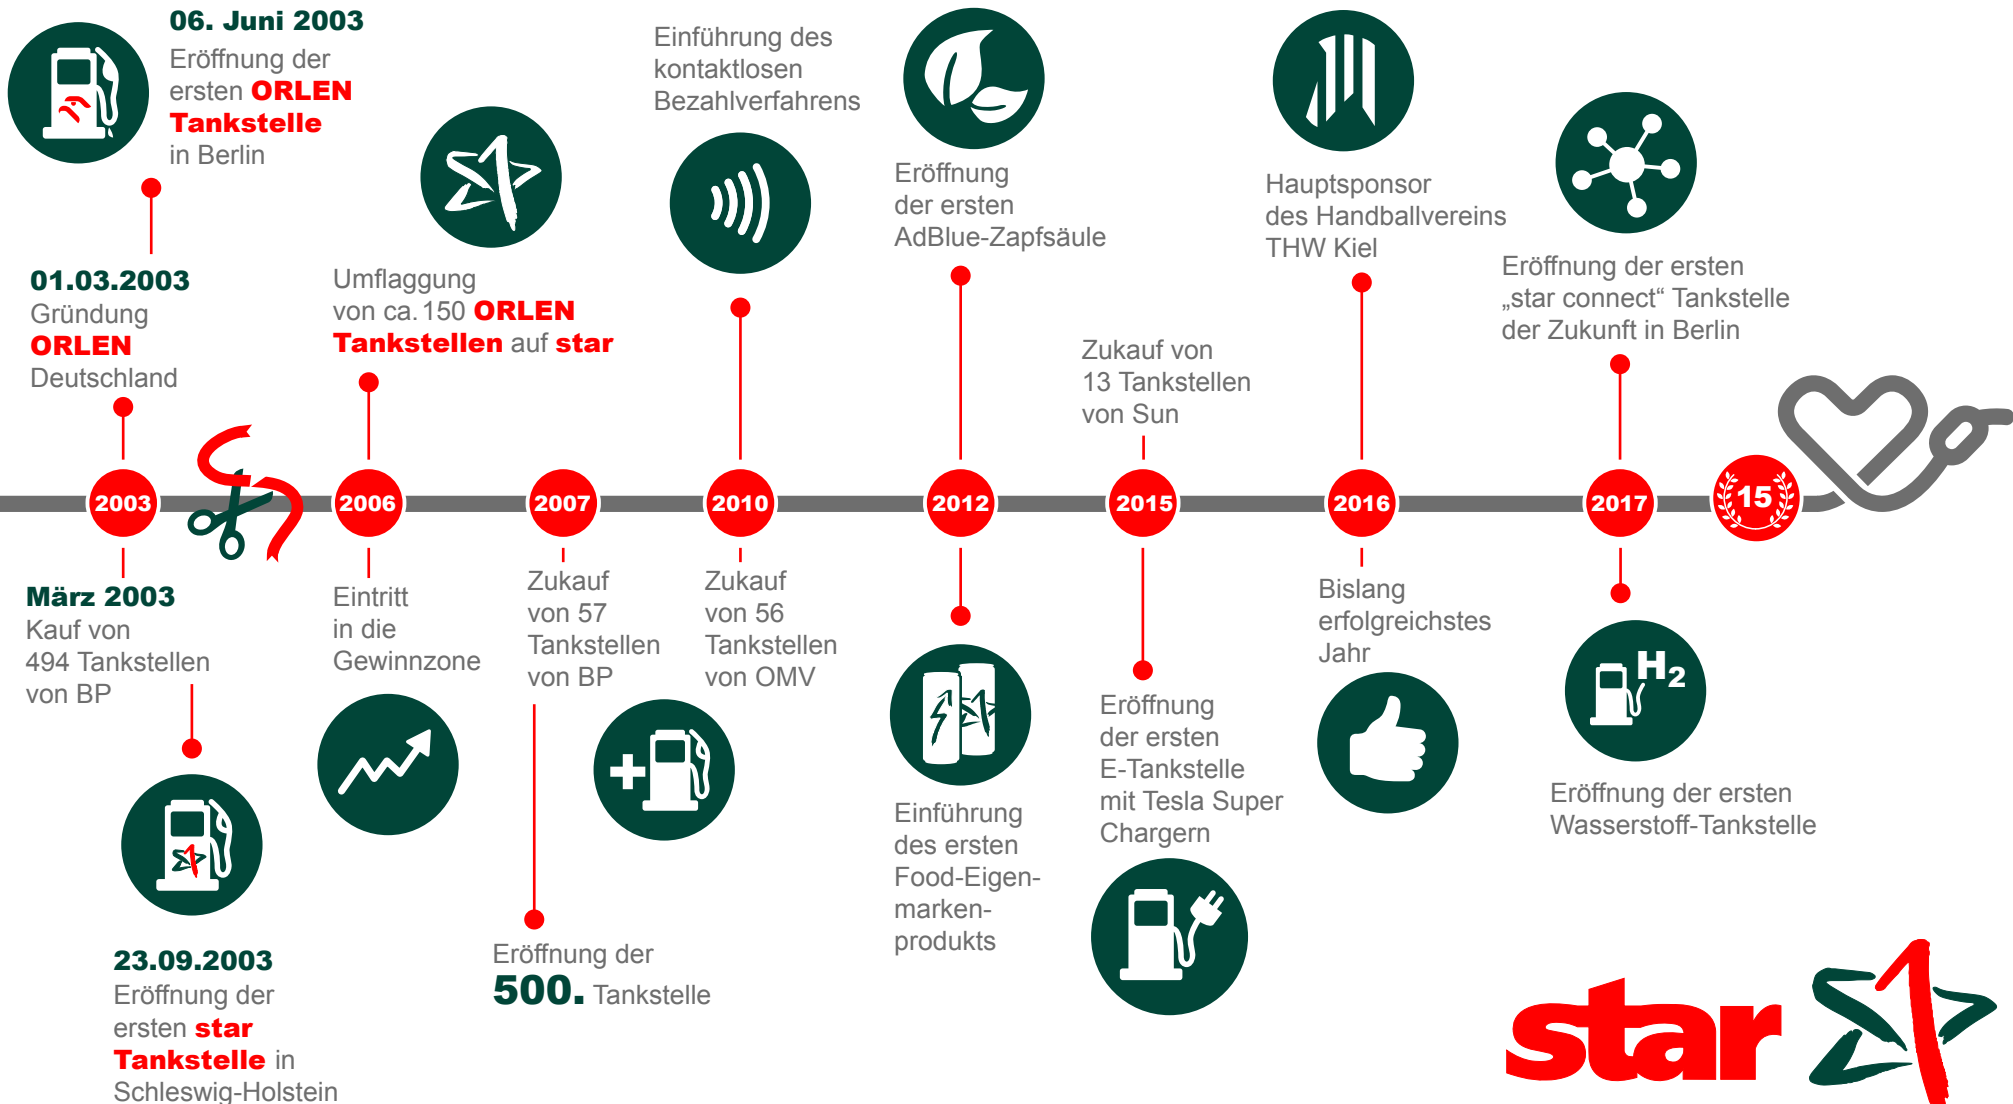 06. Juni 2003
Eröffnung der
ersten ORLEN
Tankstelle
in Berlin
01.03.2003
Gründung
ORLEN
Deutschland
Umflaggung
von ca. 150 ORLEN
Tankstellen auf star
Einführung des
kontaktlosen
Bezahlverfahrens
Eröffnung
der ersten
AdBlue-Zapfsäule
Zukauf von
13 Tankstellen
von Sun
Hauptsponsor
des Handballvereins
THW Kiel
Eröffnung der ersten
„star connect“ Tankstelle
der Zukunft in Berlin
2003
2006
2007
2010
2012
2015
2016
2017
15
März 2003
Kauf von
494 Tankstellen
von BP
23.09.2003
Eröffnung der
ersten star
Tankstelle in
Schleswig-Holstein
Eintritt
in die
Gewinnzone
Zukauf
von 57
Tankstellen
von BP
Eröffnung der
500. Tankstelle
Zukauf
von 56
Tankstellen
von OMV
Einführung
des ersten
Food-Eigen-
marken-
produkts
Eröffnung
der ersten
E-Tankstelle
mit Tesla Super
Chargern
Bislang
erfolgreichstes
Jahr
H2
Eröffnung der ersten
Wasserstoff-Tankstelle
star